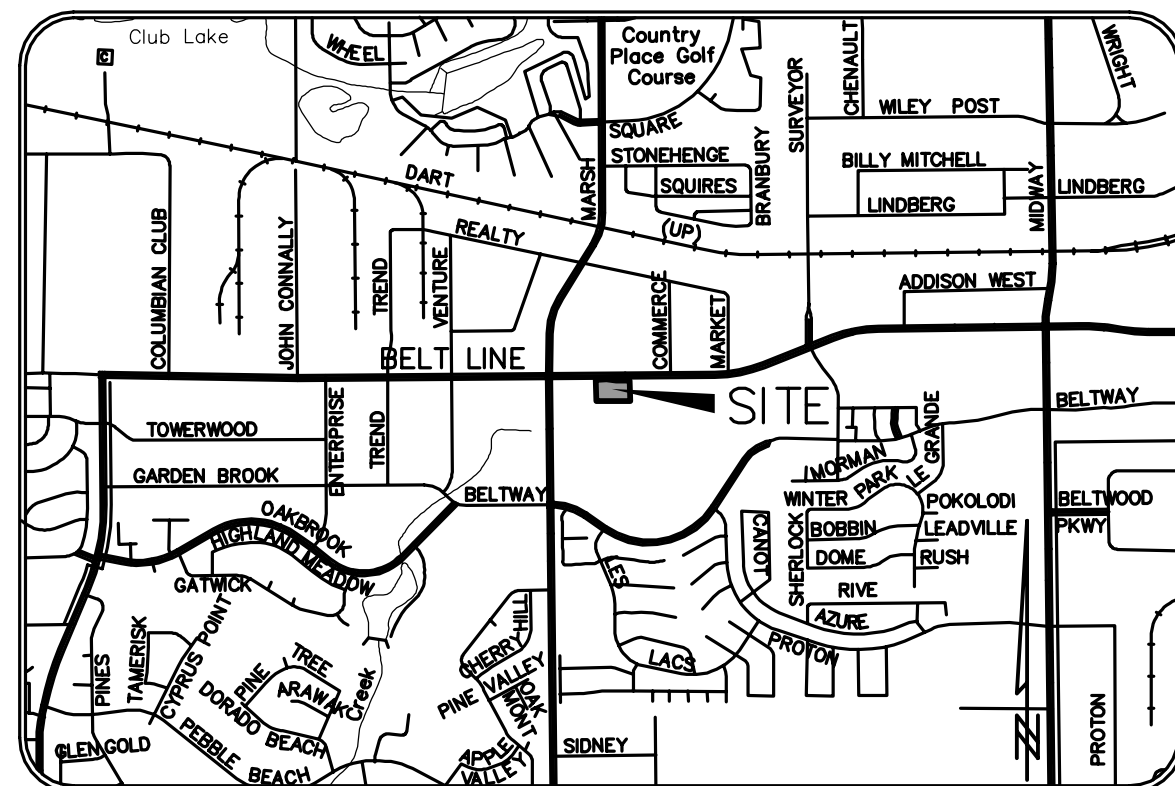 Club Lake
C
WHEEL
Country
Place Golf
Course
SURVEYOR
CHENAULT
WRIGHT
WILEY POST
SQUARE
STONEHENGE
SQUIRES
BRANBURY
BILLY MITCHELL
LINDBERG
LINDBERG
MIDWAY
MARSH
DART
(UP)
REALTY
COLUMBIAN CLUB
JOHN CONNALLY
TREND
VENTURE
COMMERCE
MARKET
ADDISON WEST
BELT LINE
SITE
BELTWAY
TOWERWOOD
ENTERPRISE
TREND
GARDEN BROOK
BELTWAY
MORMAN
LE GRANDE
WINTER PARK
POKOLODI
BELTWOOD
PKWY
OAKBROOK
HIGHLAND MEADOW
GATWICK
LES
LACS
CANOT
SHERLOCK
BOBBIN
LEADVILLE
DOME
RUSH
RIVE
AZURE
PROTON
PINES
TAMERISK
CYPRUS POINT
PINE TREE
ARAWAK
Creek
DORADO BEACH
PEBBLE BEACH
GLENGOLD
CHERRY HILL
PINE VALLEY
OAK
MONT
APPLE
VALLEY
SIDNEY
N
PROTON